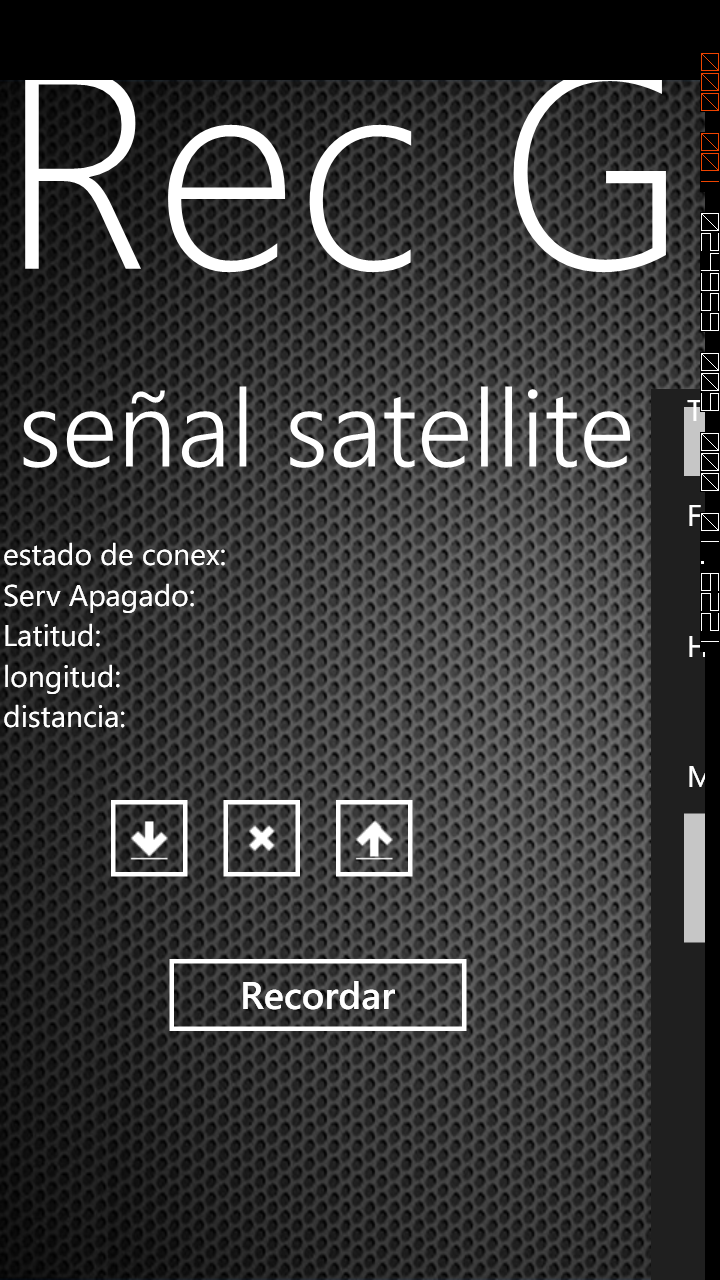 Rec G
señal satellite
estado de conex:
Serv Apagado:
Latitud:
longitud:
distancia:
Recordar
T
F
H
M